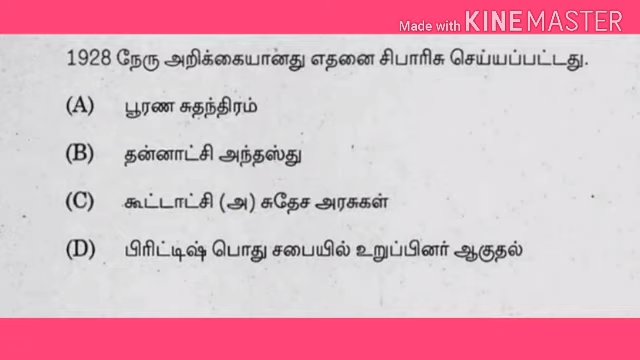 Made with KINEMASTER
1928 நேரு அறிக்கையானது எதனை சிபாரிசு செய்யப்பட்டது.
(A) பூரண சுதந்திரம்
(B) தன்னாட்சி அந்தஸ்து
(C) கூட்டாட்சி (அ) சுதேச அரசுகள்
(D) பிரிட்டிஷ் பொது சபையில் உறுப்பினர் ஆகுதல்